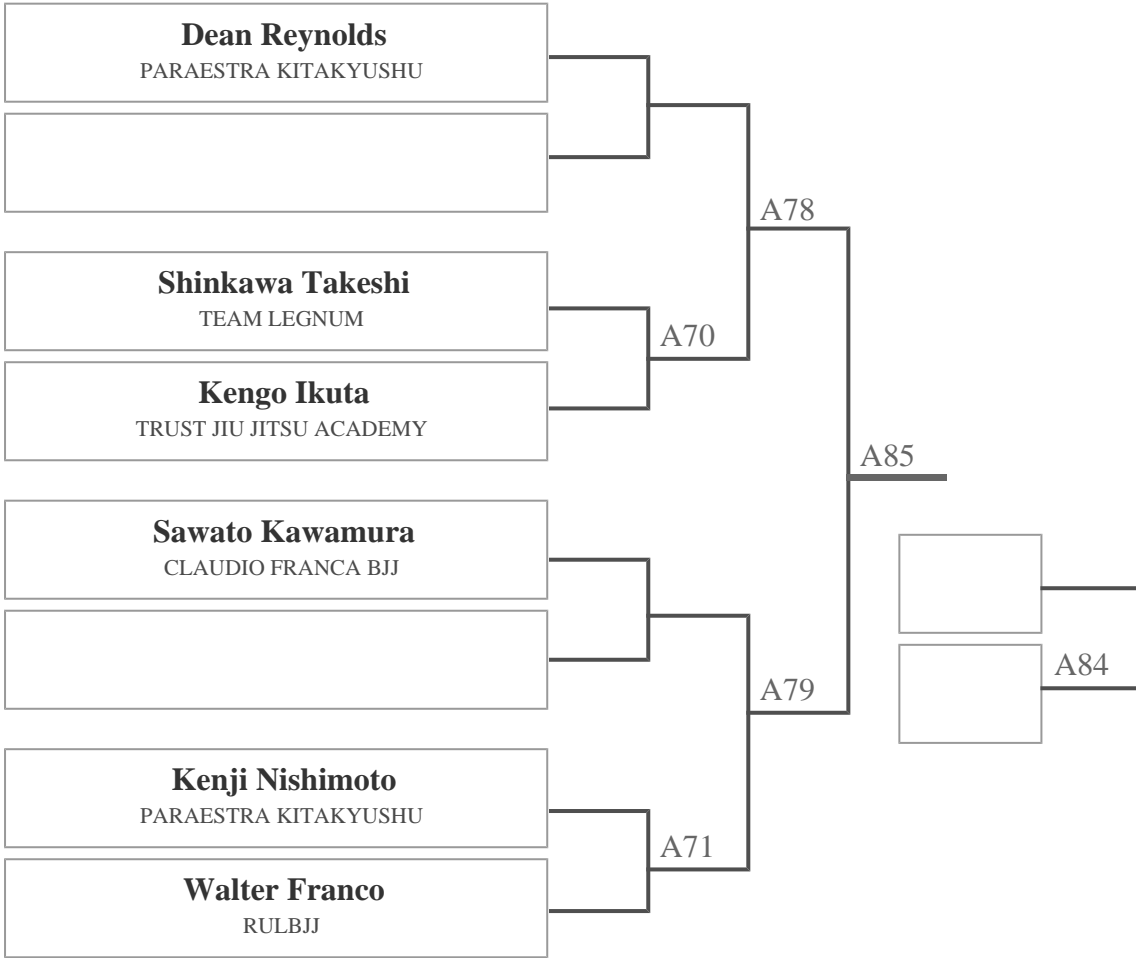 Dean Reynolds
PARAESTRA KITAKYUSHU
A78
Shinkawa Takeshi
TEAM LEGNUM
A70
Kengo Ikuta
TRUST JIU JITSU ACADEMY
A85
Sawato Kawamura
CLAUDIO FRANCA BJJ
A84
A79
Kenji Nishimoto
PARAESTRA KITAKYUSHU
A71
Walter Franco
RULBJJ